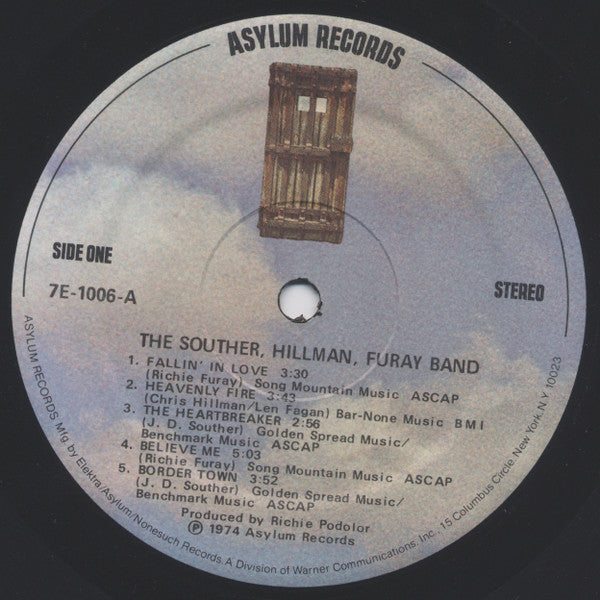 ASYLUM RECORDS
SIDE ONE
7E-1006-A
STEREO
THE SOUTHER, HILLMAN, FURAY BAND
1. FALLIN' IN LOVE 3:30
(Richie Furay) Song Mountain Music ASCAP
2. HEAVENLY FIRE 3:43
(Chris Hillman/Len Fagan) Bar-None Music BMI
3. THE HEARTBREAKER 2:56
(J. D. Souther) Golden Spread Music/
Benchmark Music ASCAP
4. BELIEVE ME 5:03
(Richie Furay) Song Mountain Music ASCAP
5. BORDER TOWN 3:52
(J. D. Souther) Golden Spread Music/
Benchmark Music ASCAP
Produced by Richie Podolor
℗ 1974 Asylum Records
ASYLUM RECORDS Mfg. by Elektra/Asylum/Nonesuch Records A Division of Warner Communications, Inc., 15 Columbus Circle, New York, N.Y. 10023